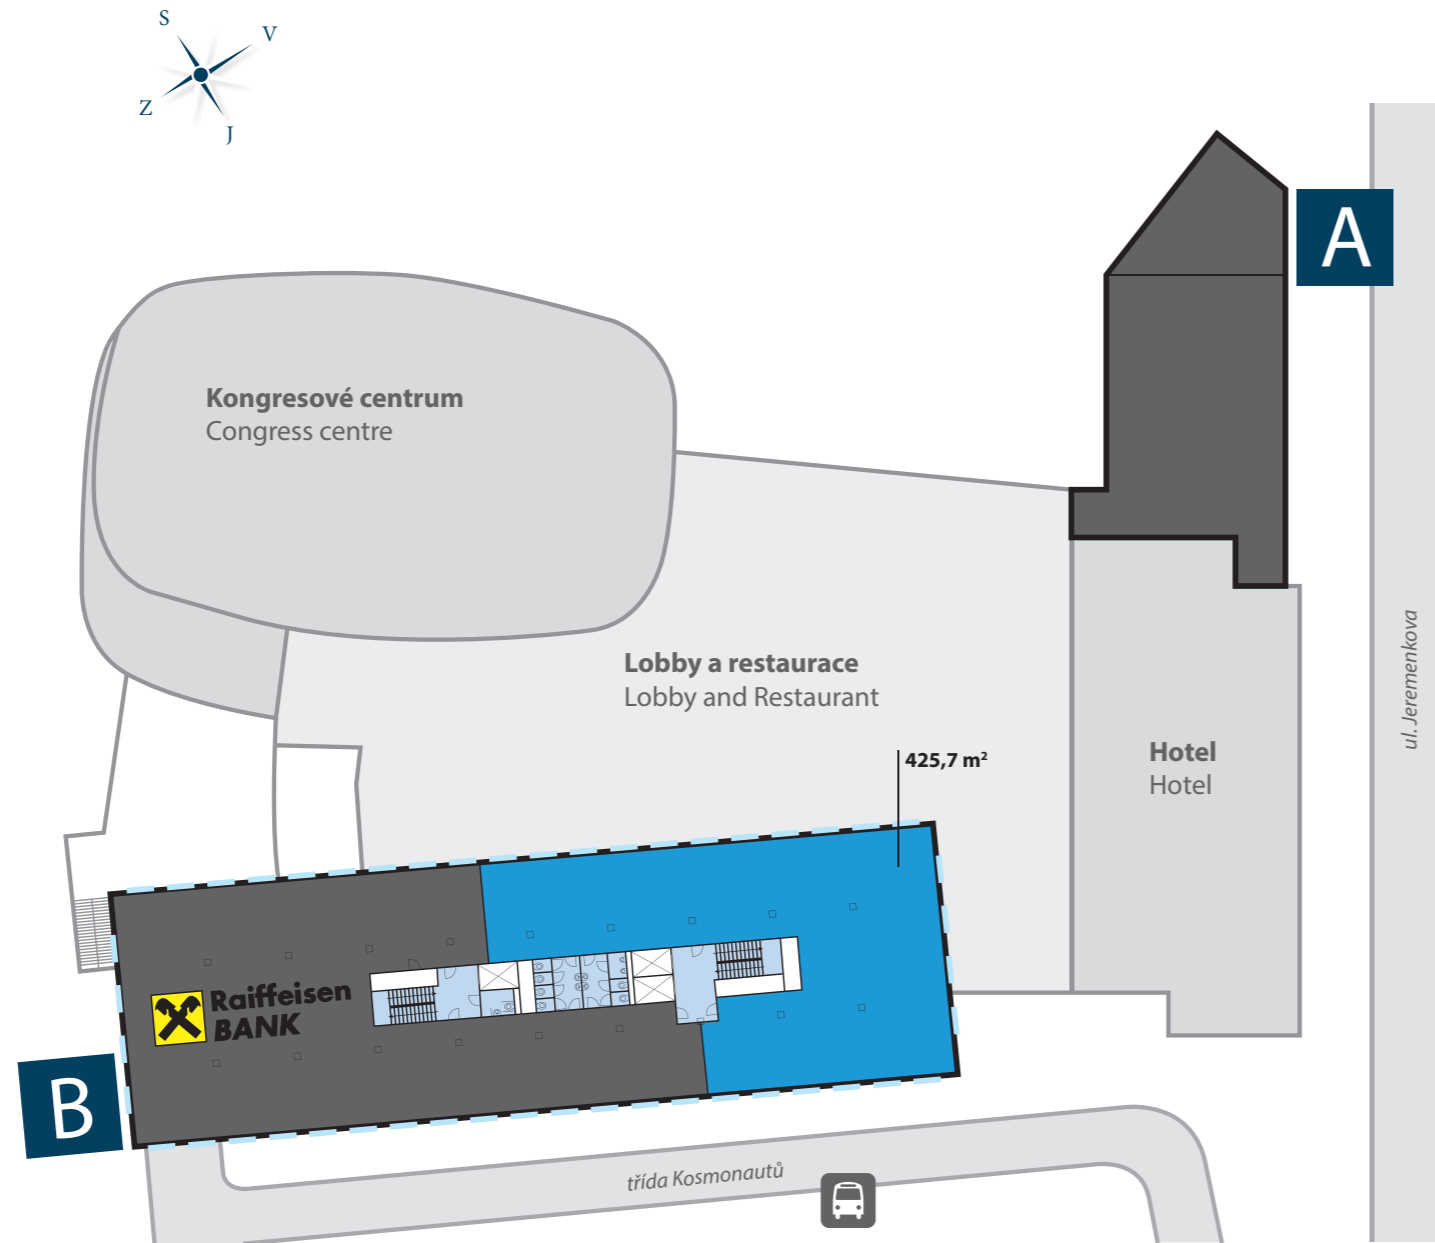 S
V
Z
J
A
Kongresové centrum
Congress centre
Lobby a restaurace
Lobby and Restaurant
ul. Jeremenkova
Hotel
Hotel
425,7 m²
Raiffeisen
BANK
B
třída Kosmonautů